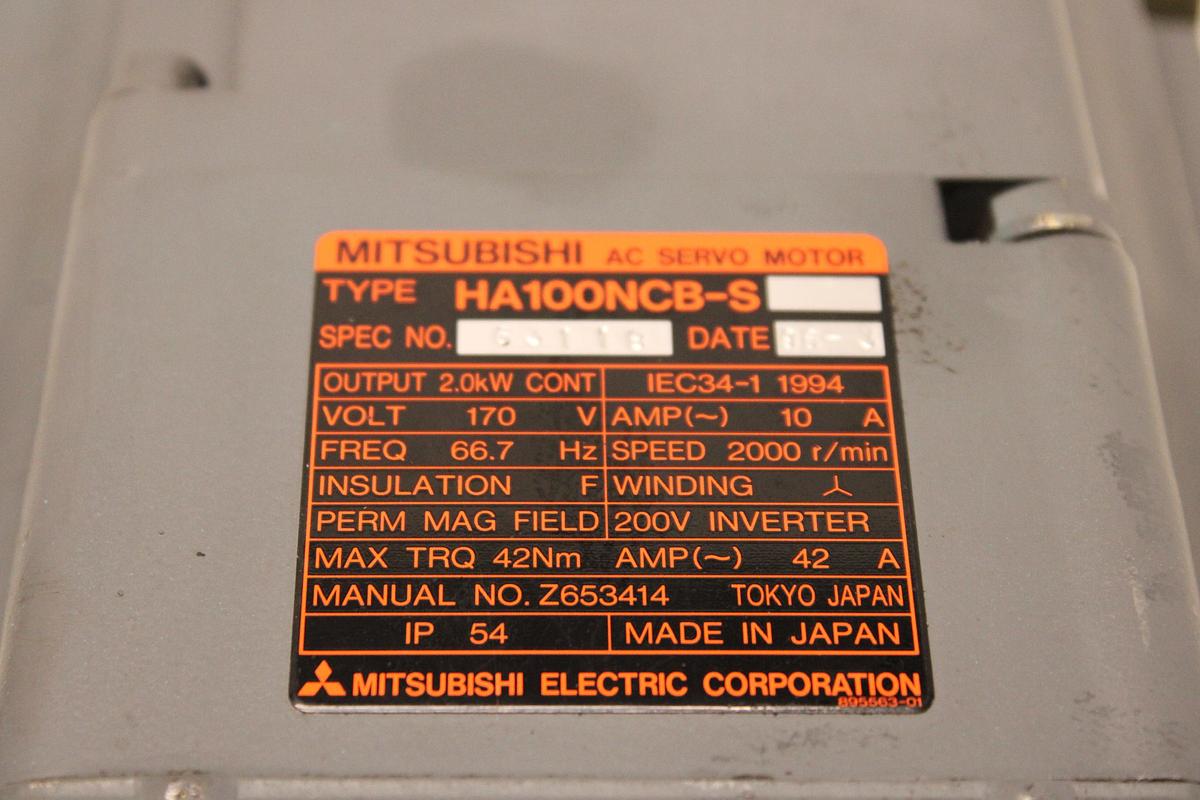 MITSUBISHI AC SERVO MOTOR
TYPE HA100NCB-S
SPEC NO. DATE
OUTPUT 2.0kW CONT IEC34-1 1994
VOLT 170 V AMP(~) 10 A
FREQ 66.7 Hz SPEED 2000 r/min
INSULATION F WINDING
PERM MAG FIELD 200V INVERTER
MAX TRQ 42Nm AMP(~) 42 A
MANUAL NO. Z653414 TOKYO JAPAN
IP 54 MADE IN JAPAN
MITSUBISHI ELECTRIC CORPORATION
895563-01